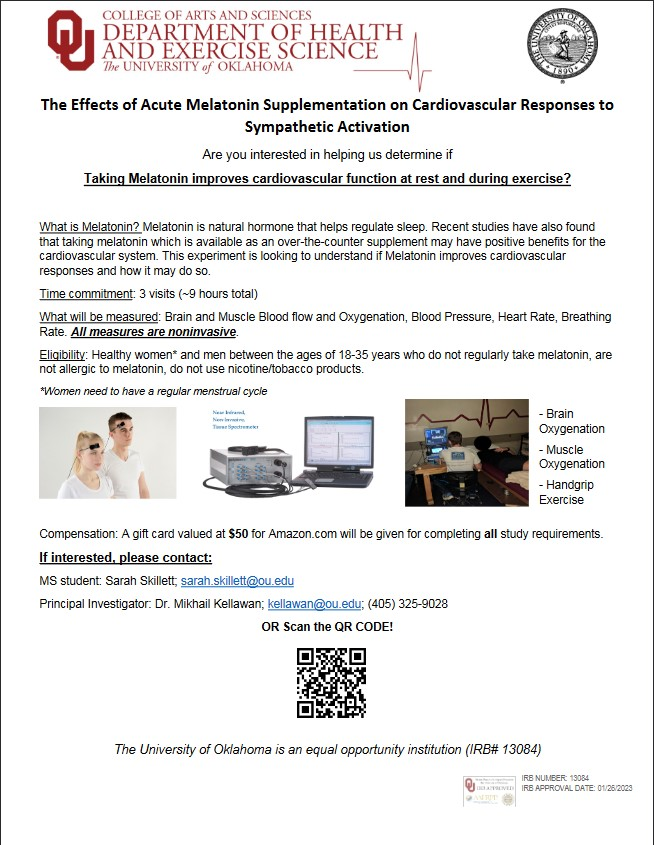 COLLEGE OF ARTS AND SCIENCES
DEPARTMENT OF HEALTH
AND EXERCISE SCIENCE
The UNIVERSITY of OKLAHOMA
THE UNIVERSITY OF OKLAHOMA
1890
The Effects of Acute Melatonin Supplementation on Cardiovascular Responses to
Sympathetic Activation
Are you interested in helping us determine if
Taking Melatonin improves cardiovascular function at rest and during exercise?
What is Melatonin? Melatonin is natural hormone that helps regulate sleep. Recent studies have also found
that taking melatonin which is available as an over-the-counter supplement may have positive benefits for the
cardiovascular system. This experiment is looking to understand if Melatonin improves cardiovascular
responses and how it may do so.
Time commitment: 3 visits (~9 hours total)
What will be measured: Brain and Muscle Blood flow and Oxygenation, Blood Pressure, Heart Rate, Breathing
Rate. All measures are noninvasive.
Eligibility: Healthy women* and men between the ages of 18-35 years who do not regularly take melatonin, are
not allergic to melatonin, do not use nicotine/tobacco products.
*Women need to have a regular menstrual cycle
Near Infrared,
Non Invasive,
Tissue Spectrometer
- Brain
Oxygenation
- Muscle
Oxygenation
- Handgrip
Exercise
Compensation: A gift card valued at $50 for Amazon.com will be given for completing all study requirements.
If interested, please contact:
MS student: Sarah Skillett; sarah.skillett@ou.edu
Principal Investigator: Dr. Mikhail Kellawan; kellawan@ou.edu; (405) 325-9028
OR Scan the QR CODE!
The University of Oklahoma is an equal opportunity institution (IRB# 13084)
IRB APPROVED
IRB NUMBER: 13084
IRB APPROVAL DATE: 01/26/2023